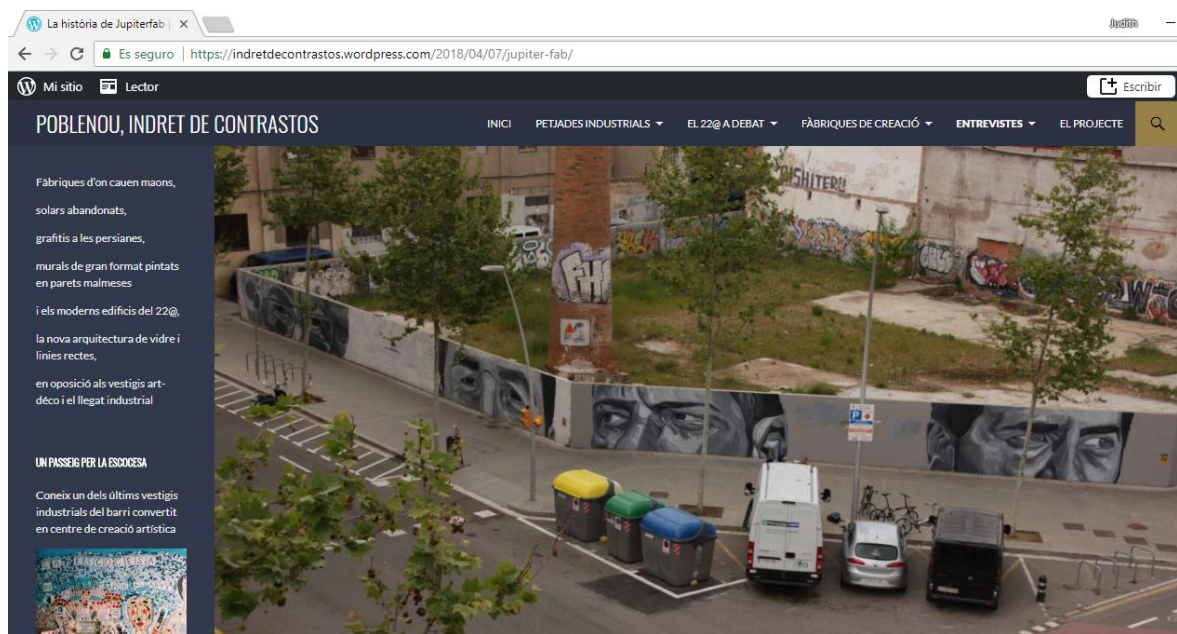 La història de Jupiterfab |
Judith
Es seguro | https://indretdecontrastos.wordpress.com/2018/04/07/jupiter-fab/
Mi sitio Lector Escribir
POBLENOU, INDRET DE CONTRASTOS
INICI PETJADES INDUSTRIALS EL 22@ A DEBAT FÀBRIQUES DE CREACIÓ ENTREVISTES EL PROJECTE
Fàbriques d'on cauen maons,
solars abandonats,
grafitis a les persianes,
murals de gran format pintats
en parets malmeses
i els moderns edificis del 22@,
la nova arquitectura de vidre i
línies rectes,
en oposició als vestigis art-
déco i el llegat industrial
UN PASSEIG PER LA ESCOCESA
Coneix un dels últims vestigis
industrials del barri convertit
en centre de creació artística
P